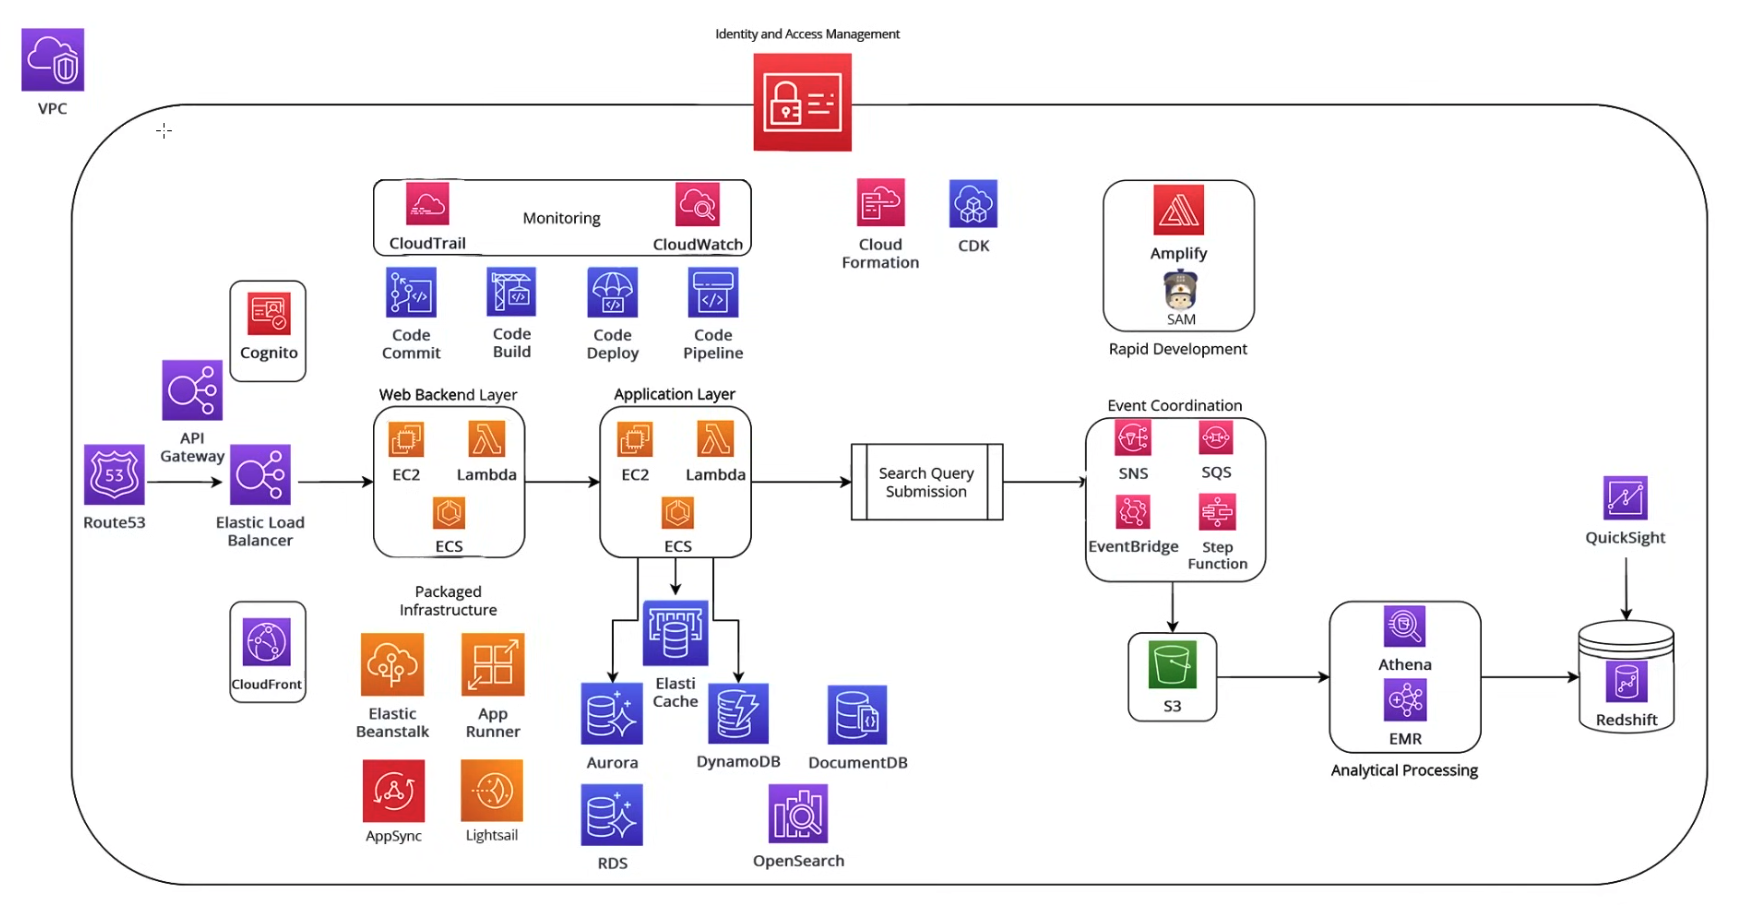 Identity and Access Management
VPC
Monitoring
CloudTrail
CloudWatch
Cloud
Formation
CDK
Amplify
SAM
Rapid Development
Code
Commit
Code
Build
Code
Deploy
Code
Pipeline
Cognito
API
Gateway
53
Route53
Elastic Load
Balancer
Web Backend Layer
EC2
Lambda
ECS
Application Layer
EC2
Lambda
ECS
Search Query
Submission
Event Coordination
SNS
SQS
EventBridge
Step
Function
QuickSight
CloudFront
Packaged
Infrastructure
Elastic
Beanstalk
App
Runner
AppSync
Lightsail
Elasti
Cache
Aurora
DynamoDB
DocumentDB
RDS
OpenSearch
S3
Athena
EMR
Analytical Processing
Redshift